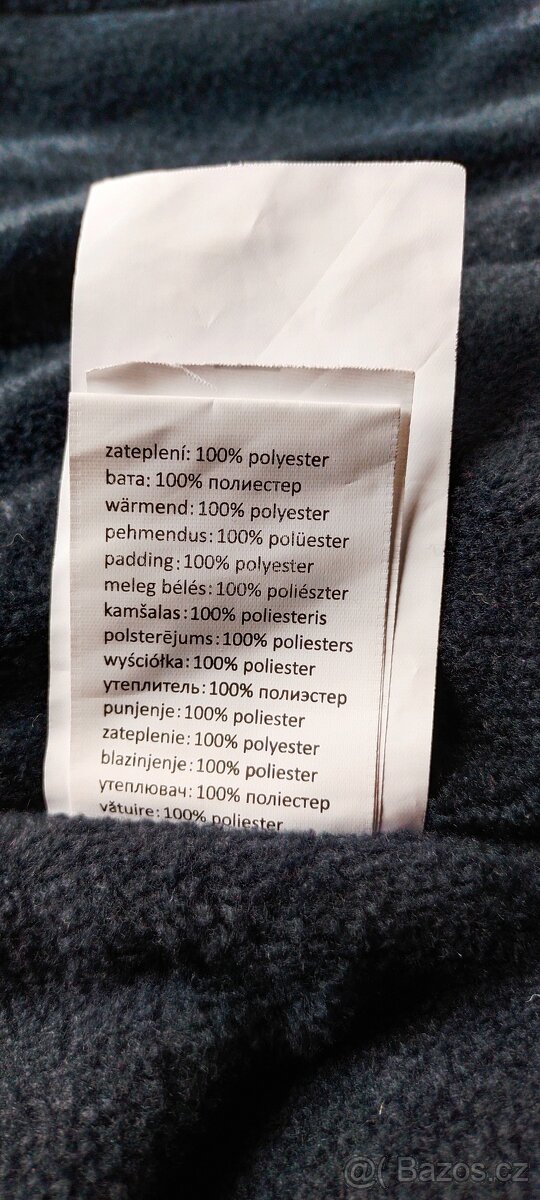 zateplení: 100% polyester
вата: 100% полиестер
wärmend: 100% polyester
pehmendus: 100% polüester
padding: 100% polyester
meleg bélés: 100% poliészter
kamšalas: 100% poliesteris
polsterējums: 100% poliesters
wyściółka: 100% poliester
утеплитель: 100% полиэстер
punjenje: 100% poliester
zateplenie: 100% polyester
blazinjenje: 100% poliester
утеплювач: 100% поліестер
vătuire: 100% poliester
@( Bazos.cz